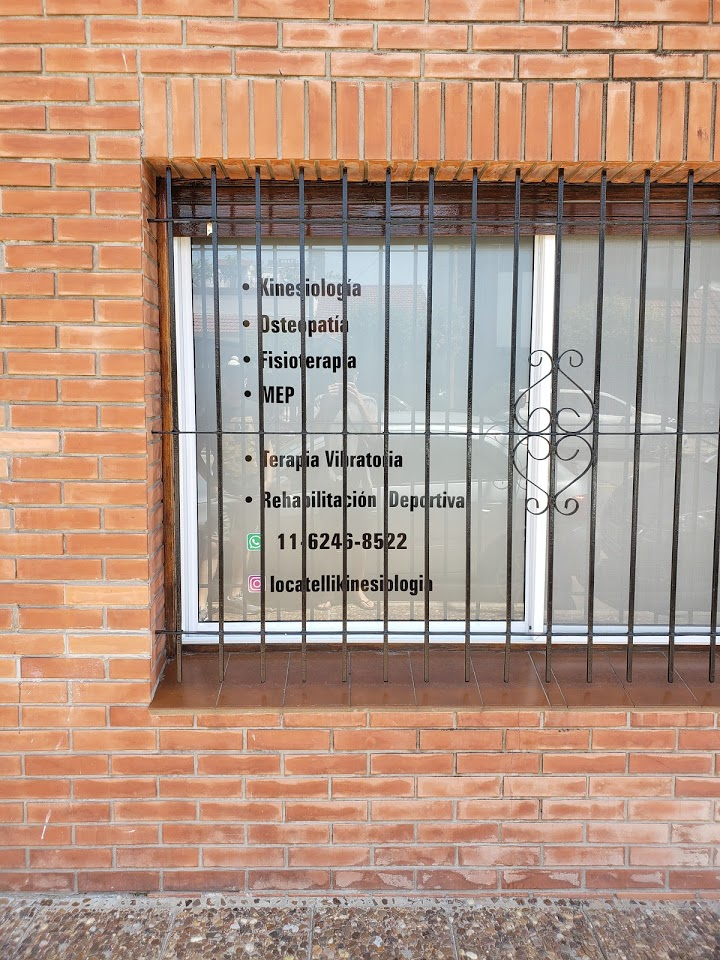 • Kinesiología
• Osteopatía
• Fisioterapia
• MEP
• Terapia Vibratoria
• Rehabilitación Deportiva
11-6246-8522
locatellikinesiologia